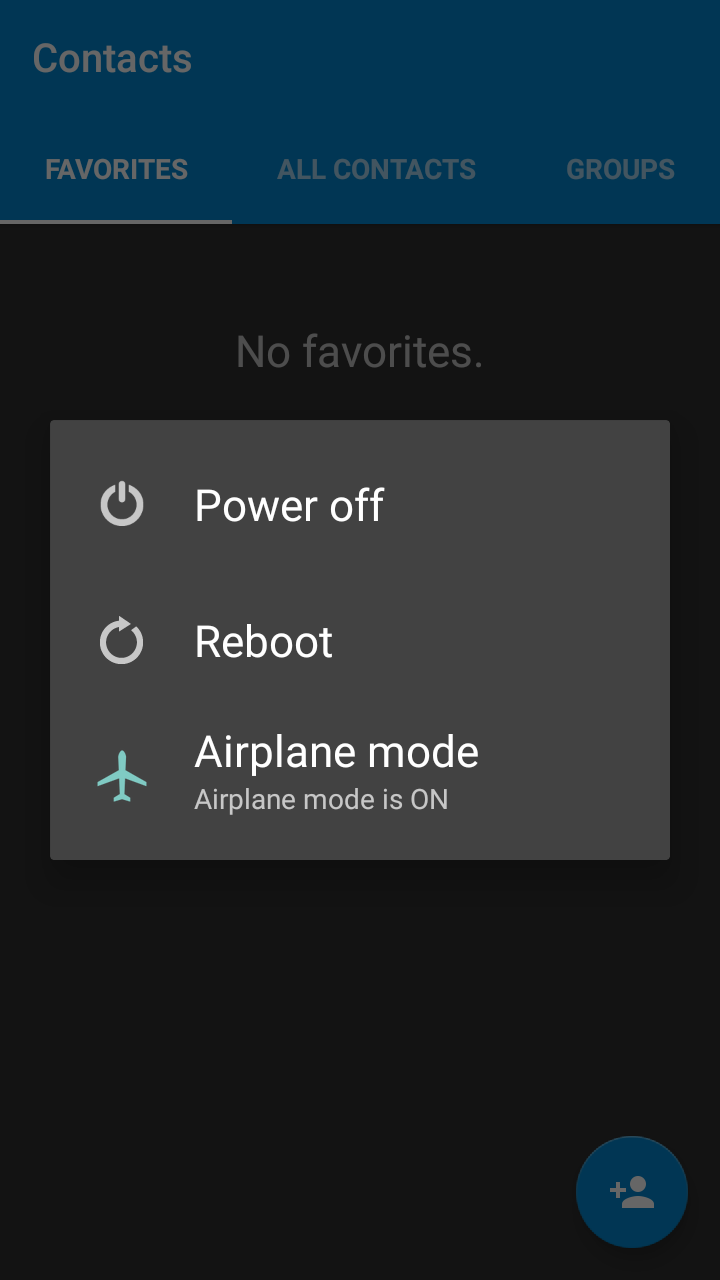 Contacts
FAVORITES ALL CONTACTS GROUPS
No favorites.
Power off
Reboot
Airplane mode
Airplane mode is ON